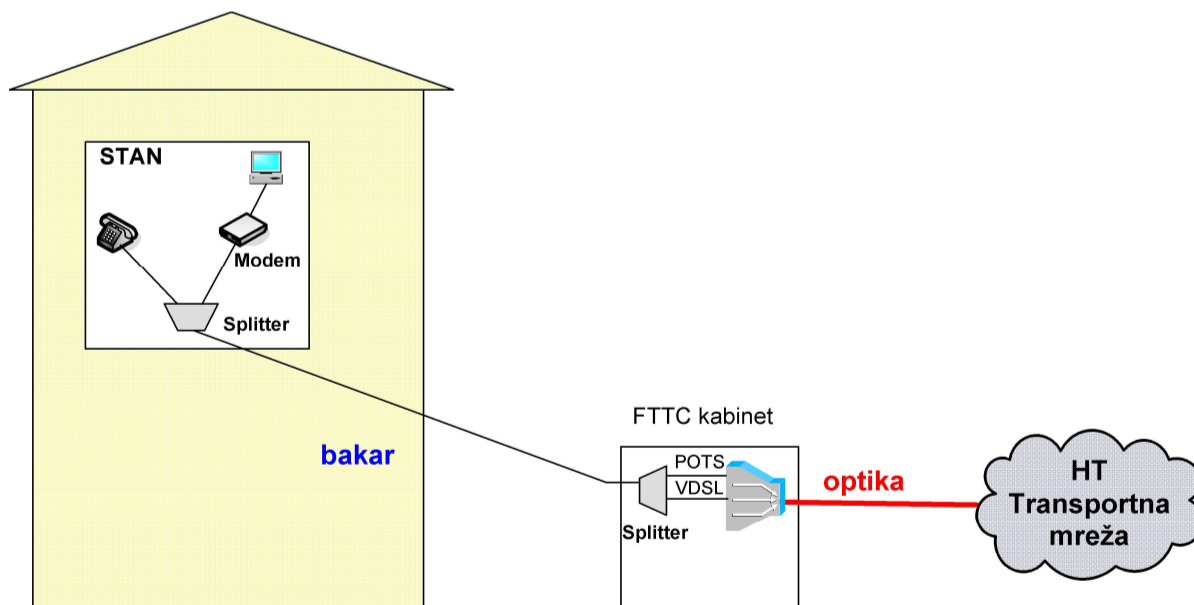 STAN
Modem
Splitter
bakar
FTTC kabinet
POTS
VDSL
Splitter
optika
HT
Transportna
mreža